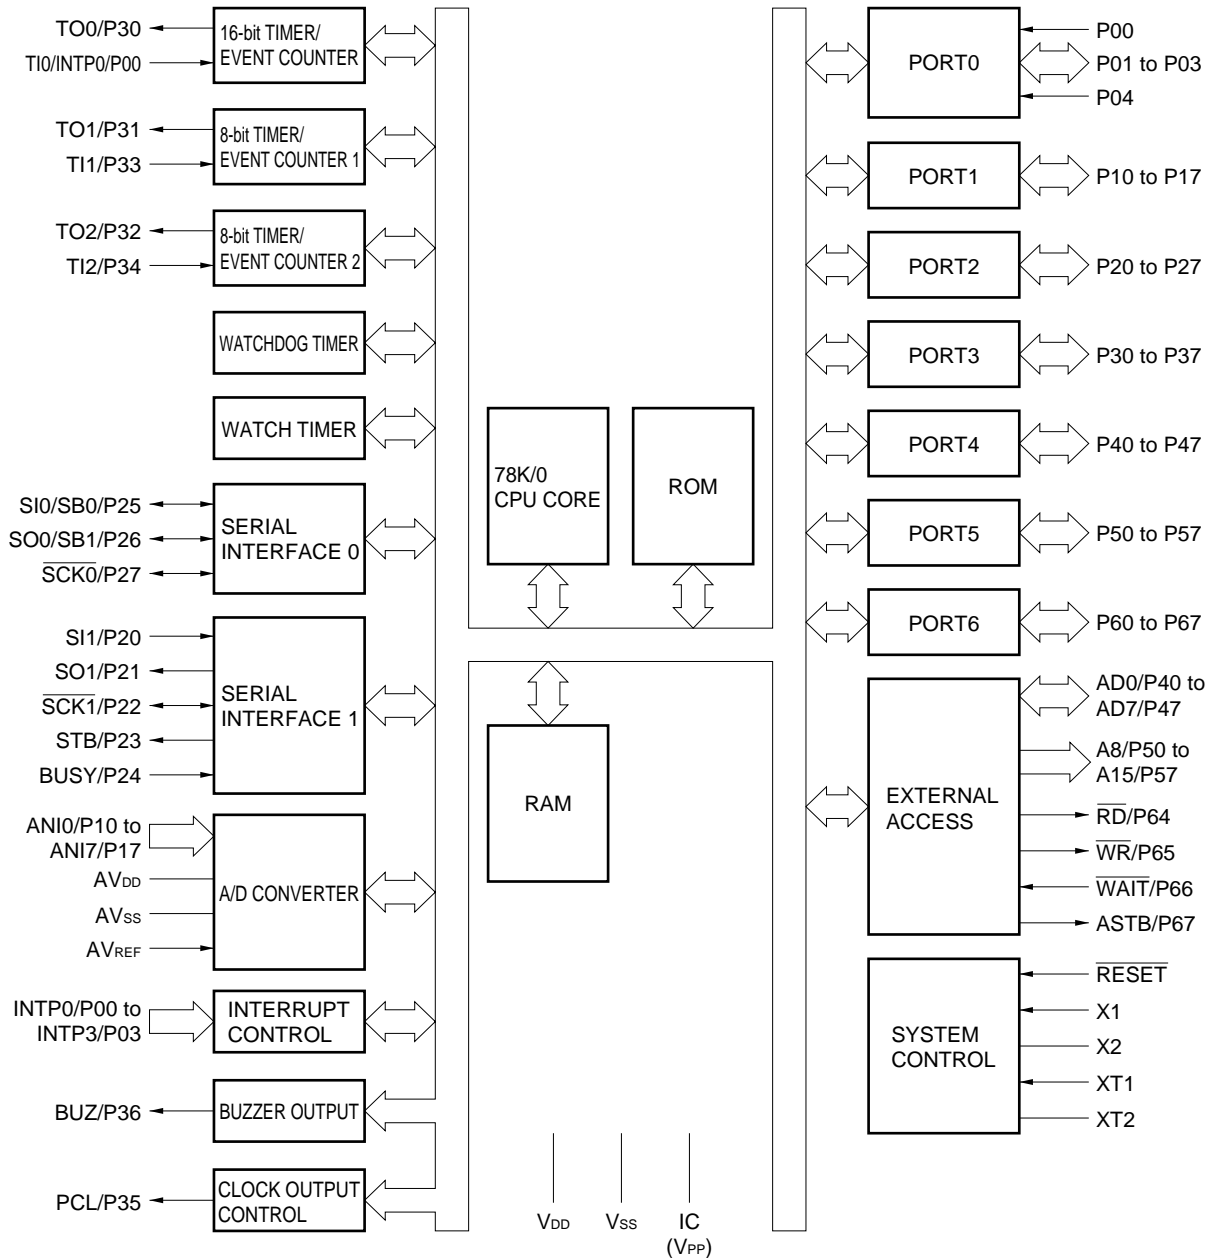 TO0/P30
TI0/INTP0/P00
16-bit TIMER/
EVENT COUNTER
TO1/P31
TI1/P33
8-bit TIMER/
EVENT COUNTER 1
TO2/P32
TI2/P34
8-bit TIMER/
EVENT COUNTER 2
WATCHDOG TIMER
WATCH TIMER
SI0/SB0/P25
SO0/SB1/P26
SCK0/P27
SERIAL
INTERFACE 0
SI1/P20
SO1/P21
SCK1/P22
STB/P23
BUSY/P24
SERIAL
INTERFACE 1
ANI0/P10 to
ANI7/P17
AVDD
AVSS
AVREF
A/D CONVERTER
INTP0/P00 to
INTP3/P03
INTERRUPT
CONTROL
BUZ/P36
BUZZER OUTPUT
PCL/P35
CLOCK OUTPUT
CONTROL
78K/0
CPU CORE
ROM
RAM
VDD
VSS
IC
(VPP)
PORT0
P00
P01 to P03
P04
PORT1
P10 to P17
PORT2
P20 to P27
PORT3
P30 to P37
PORT4
P40 to P47
PORT5
P50 to P57
PORT6
P60 to P67
EXTERNAL
ACCESS
AD0/P40 to
AD7/P47
A8/P50 to
A15/P57
RD/P64
WR/P65
WAIT/P66
ASTB/P67
SYSTEM
CONTROL
RESET
X1
X2
XT1
XT2